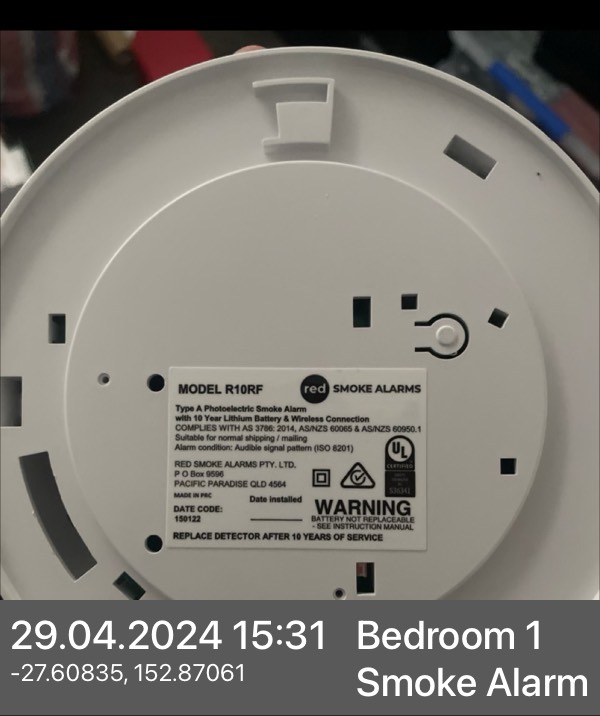 MODEL R10RF
red SMOKE ALARMS
Type A Photoelectric Smoke Alarm
with 10 Year Lithium Battery & Wireless Connection
COMPLIES WITH AS 3786: 2014, AS/NZS 60065 & AS/NZS 60950.1
Suitable for normal shipping / mailing
Alarm condition: Audible signal pattern (ISO 8201)
RED SMOKE ALARMS PTY. LTD.
P O Box 9596
PACIFIC PARADISE QLD 4564
MADE IN PRC
DATE CODE:
150122
Date installed
UL
CERTIFIED
WARNING
BATTERY NOT REPLACEABLE
- SEE INSTRUCTION MANUAL
REPLACE DETECTOR AFTER 10 YEARS OF SERVICE
29.04.2024 15:31
-27.60835, 152.87061
Bedroom 1
Smoke Alarm